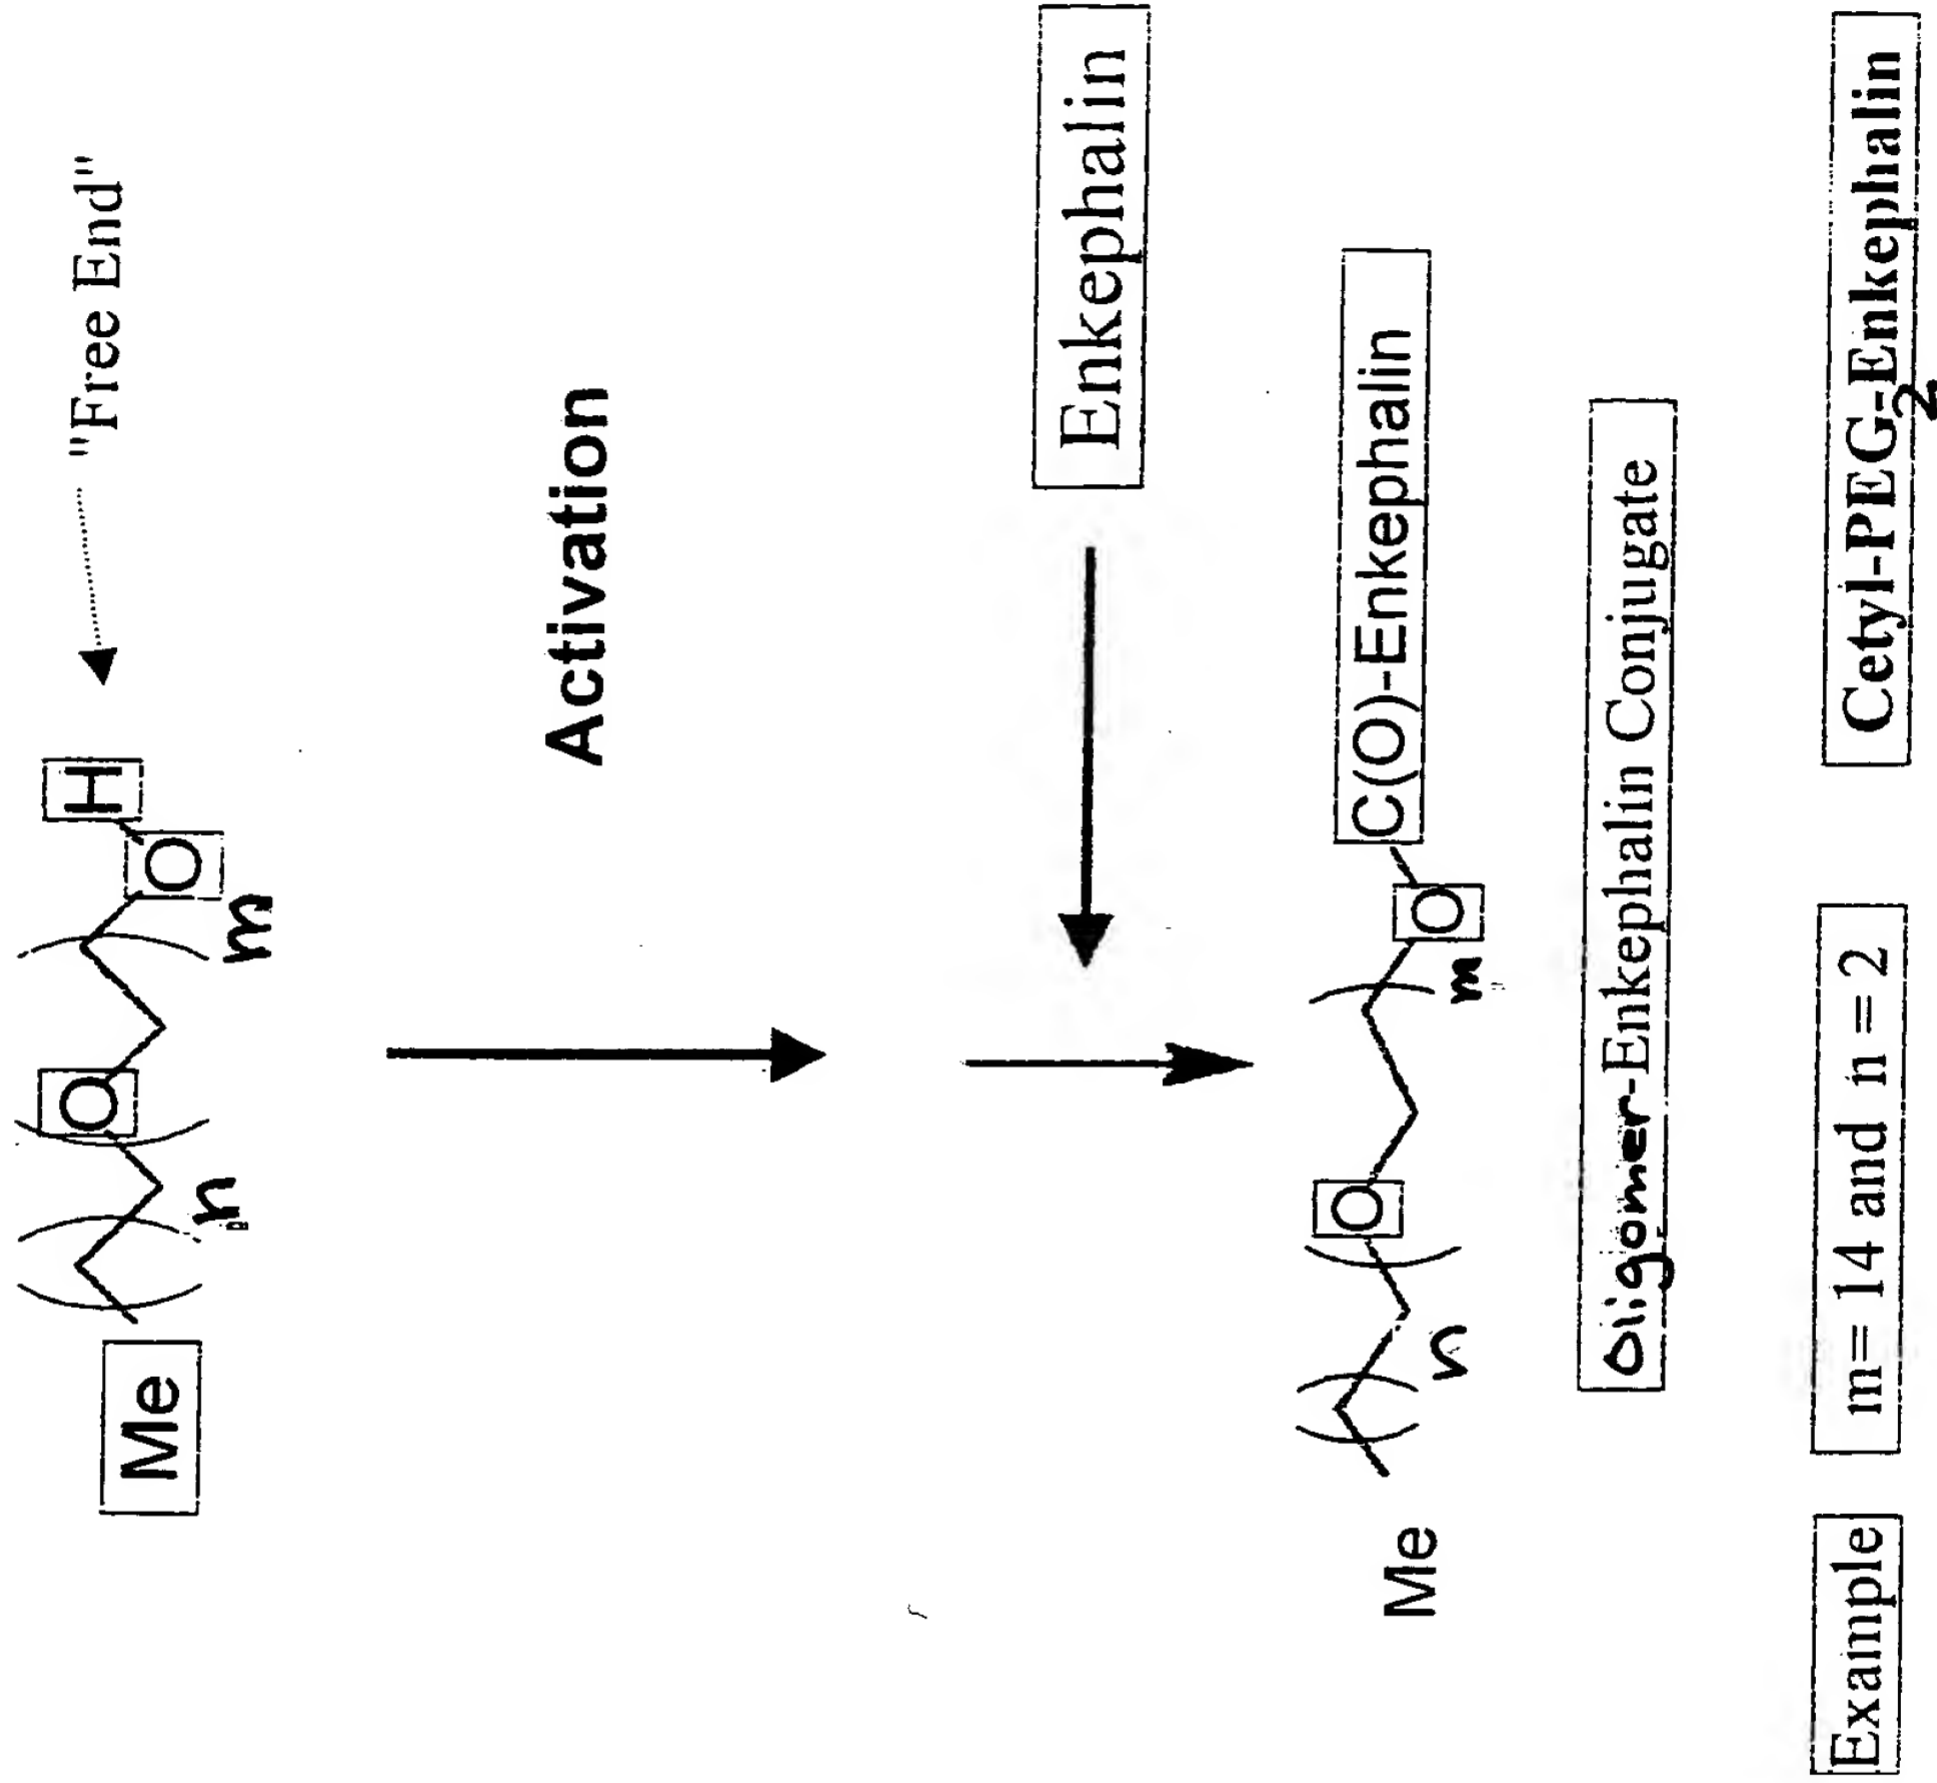 "Free End"
Me
n
O
m
O
H
Activation
Enkephalin
Me
n
O
m
O
C(O)-Enkephalin
Oligomer-Enkephalin Conjugate
Example
m= 14 and n = 2
Cetyl-PEG2-Enkephalin